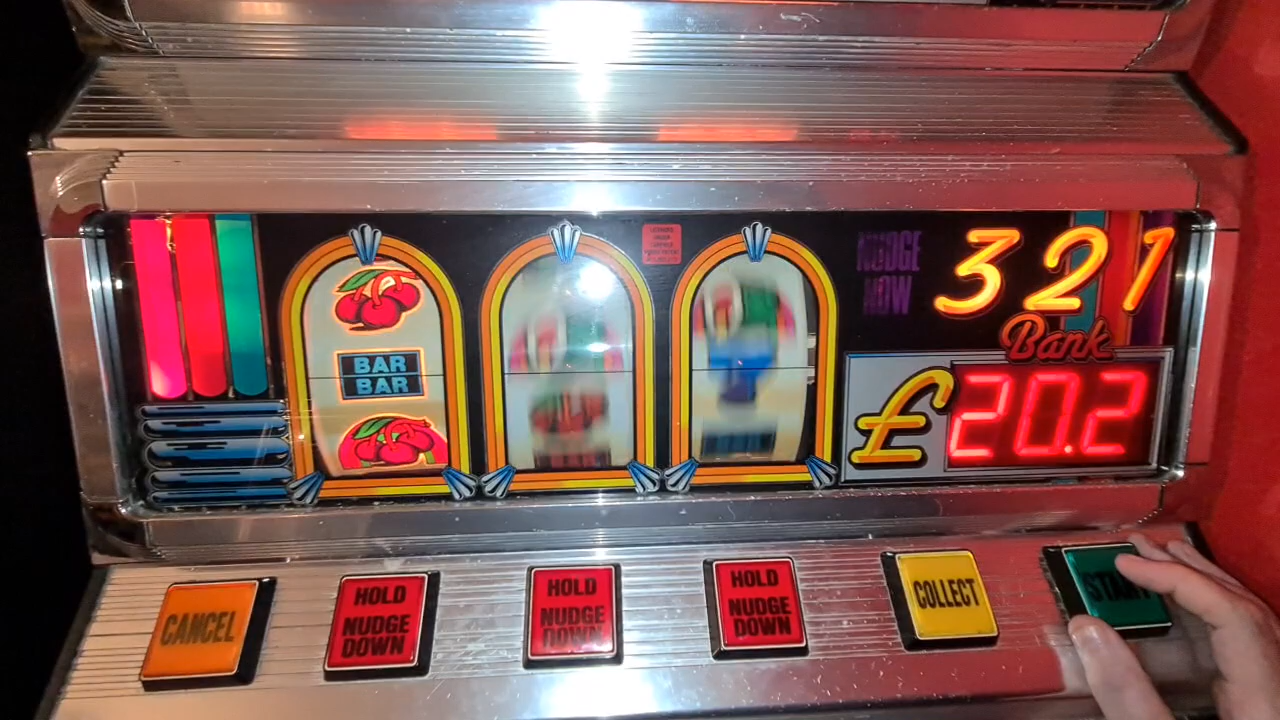 BAR
BAR
NUDGE
NOW
3 2 1
Bank
£20.2
CANCEL
HOLD
NUDGE
DOWN
HOLD
NUDGE
DOWN
HOLD
NUDGE
DOWN
COLLECT
START